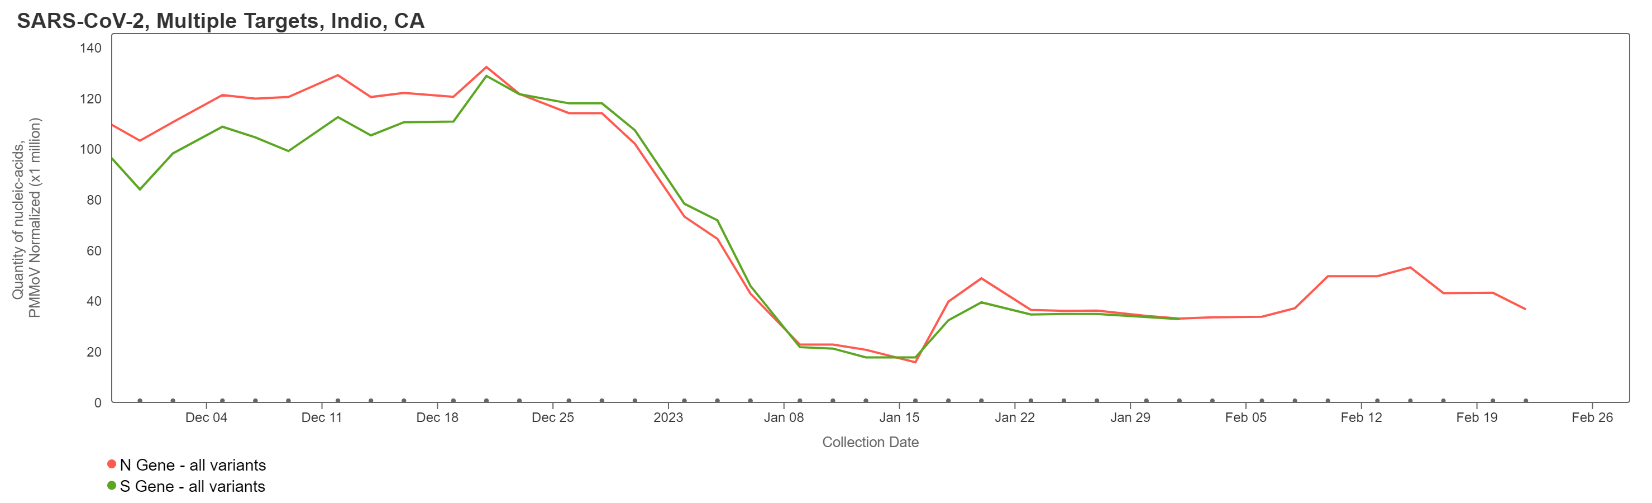 SARS-CoV-2, Multiple Targets, Indio, CA
Quantity of nucleic-acids,
PMMoV Normalized (x1 million)
140
120
100
80
60
40
20
0
Dec 04 Dec 11 Dec 18 Dec 25 2023 Jan 08 Jan 15 Jan 22 Jan 29 Feb 05 Feb 12 Feb 19 Feb 26
Collection Date
N Gene - all variants
S Gene - all variants